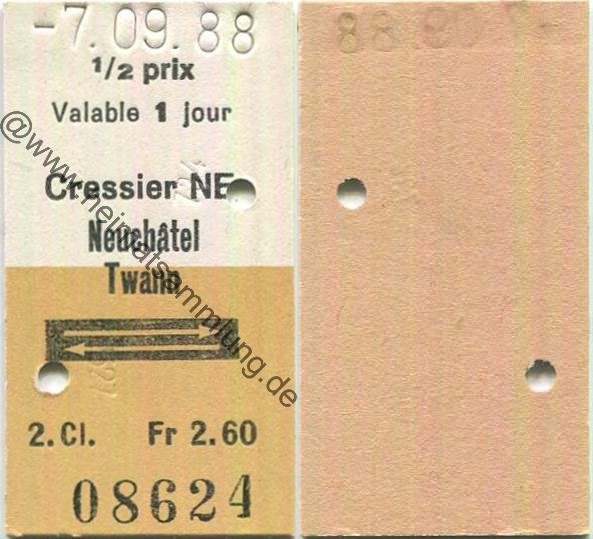 -7.09.88
1/2 prix
Valable 1 jour
Cressier NE
Neuchâtel
Twann
2.Cl. Fr 2.60
08624
@www.heimatsammlung.de